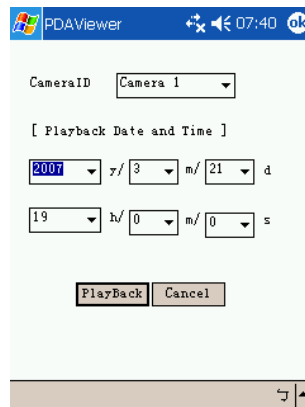 PDAViewer 07:40 ok
CameraID Camera 1
[ Playback Date and Time ]
2007 y/ 3 m/ 21 d
19 h/ 0 m/ 0 s
PlayBack Cancel